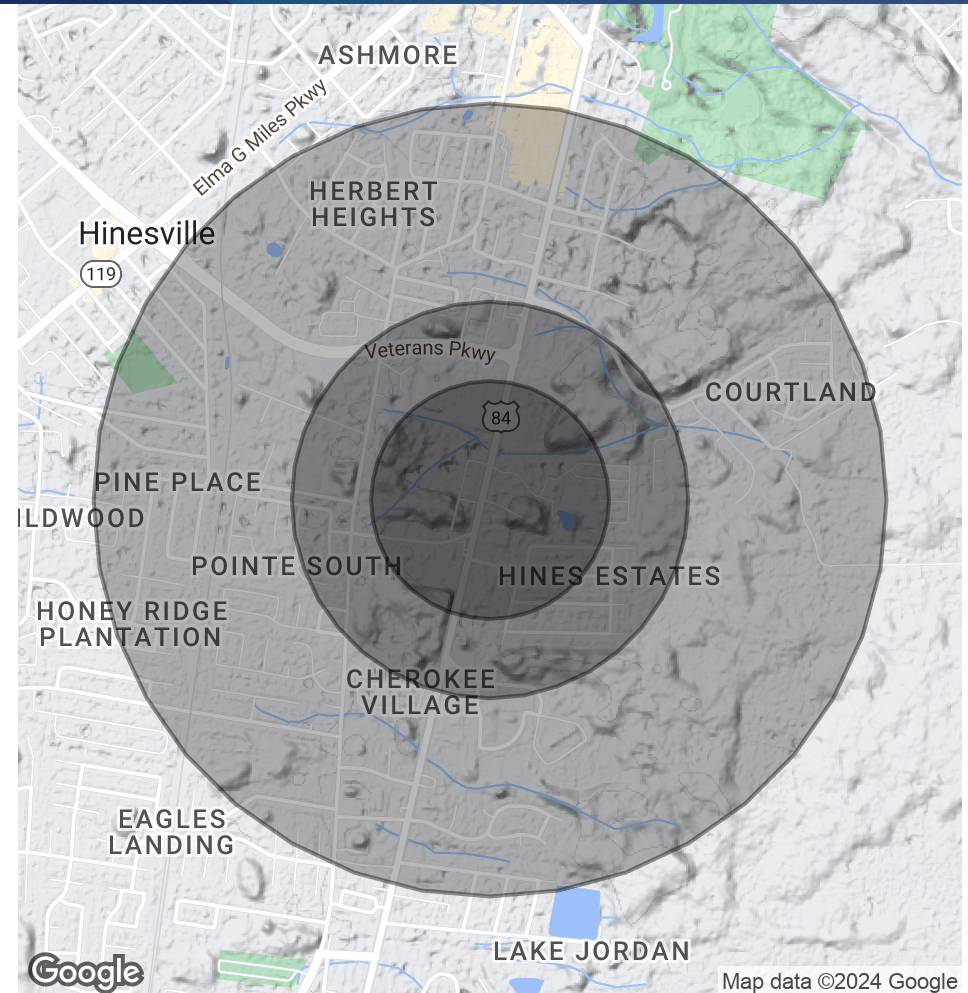 ASHMORE
Elma G Miles Pkwy
HERBERT
HEIGHTS
Hinesville
119
Veterans Pkwy
COURTLAND
84
PINE PLACE
ILDWOOD
POINTE SOUTH
HINES ESTATES
HONEY RIDGE
PLANTATION
CHEROKEE
VILLAGE
EAGLES
LANDING
LAKE JORDAN
Google
Map data ©2024 Google